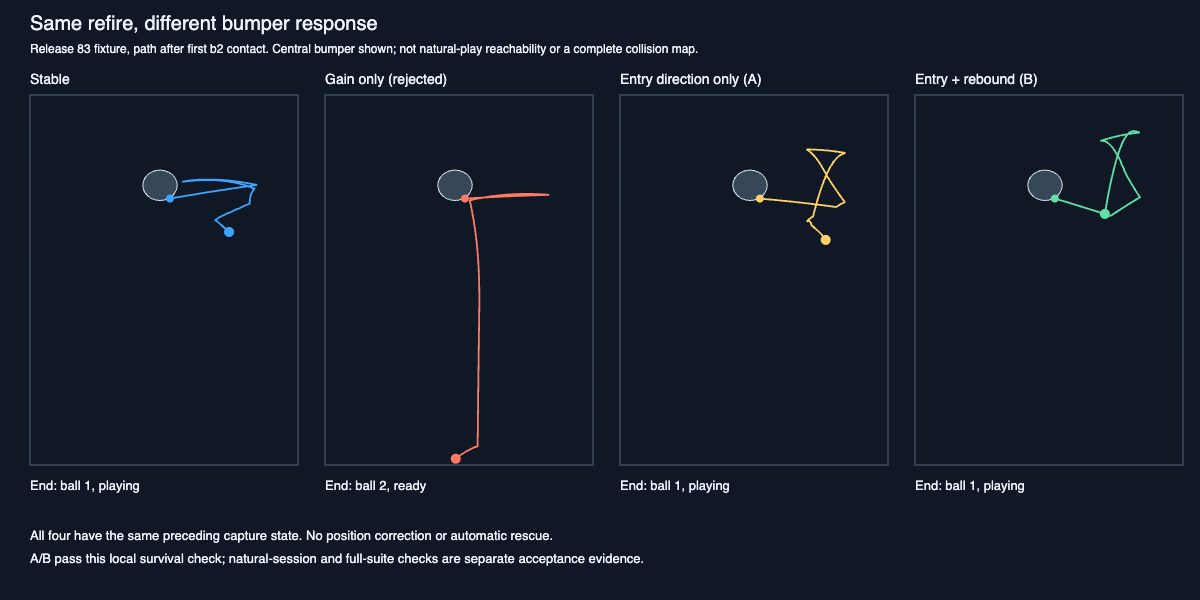 Same refire, different bumper response
Release 83 fixture, path after first b2 contact. Central bumper shown; not natural-play reachability or a complete collision map.
Stable
Gain only (rejected)
Entry direction only (A)
Entry + rebound (B)
End: ball 1, playing
End: ball 2, ready
End: ball 1, playing
End: ball 1, playing
All four have the same preceding capture state. No position correction or automatic rescue.
A/B pass this local survival check; natural-session and full-suite checks are separate acceptance evidence.